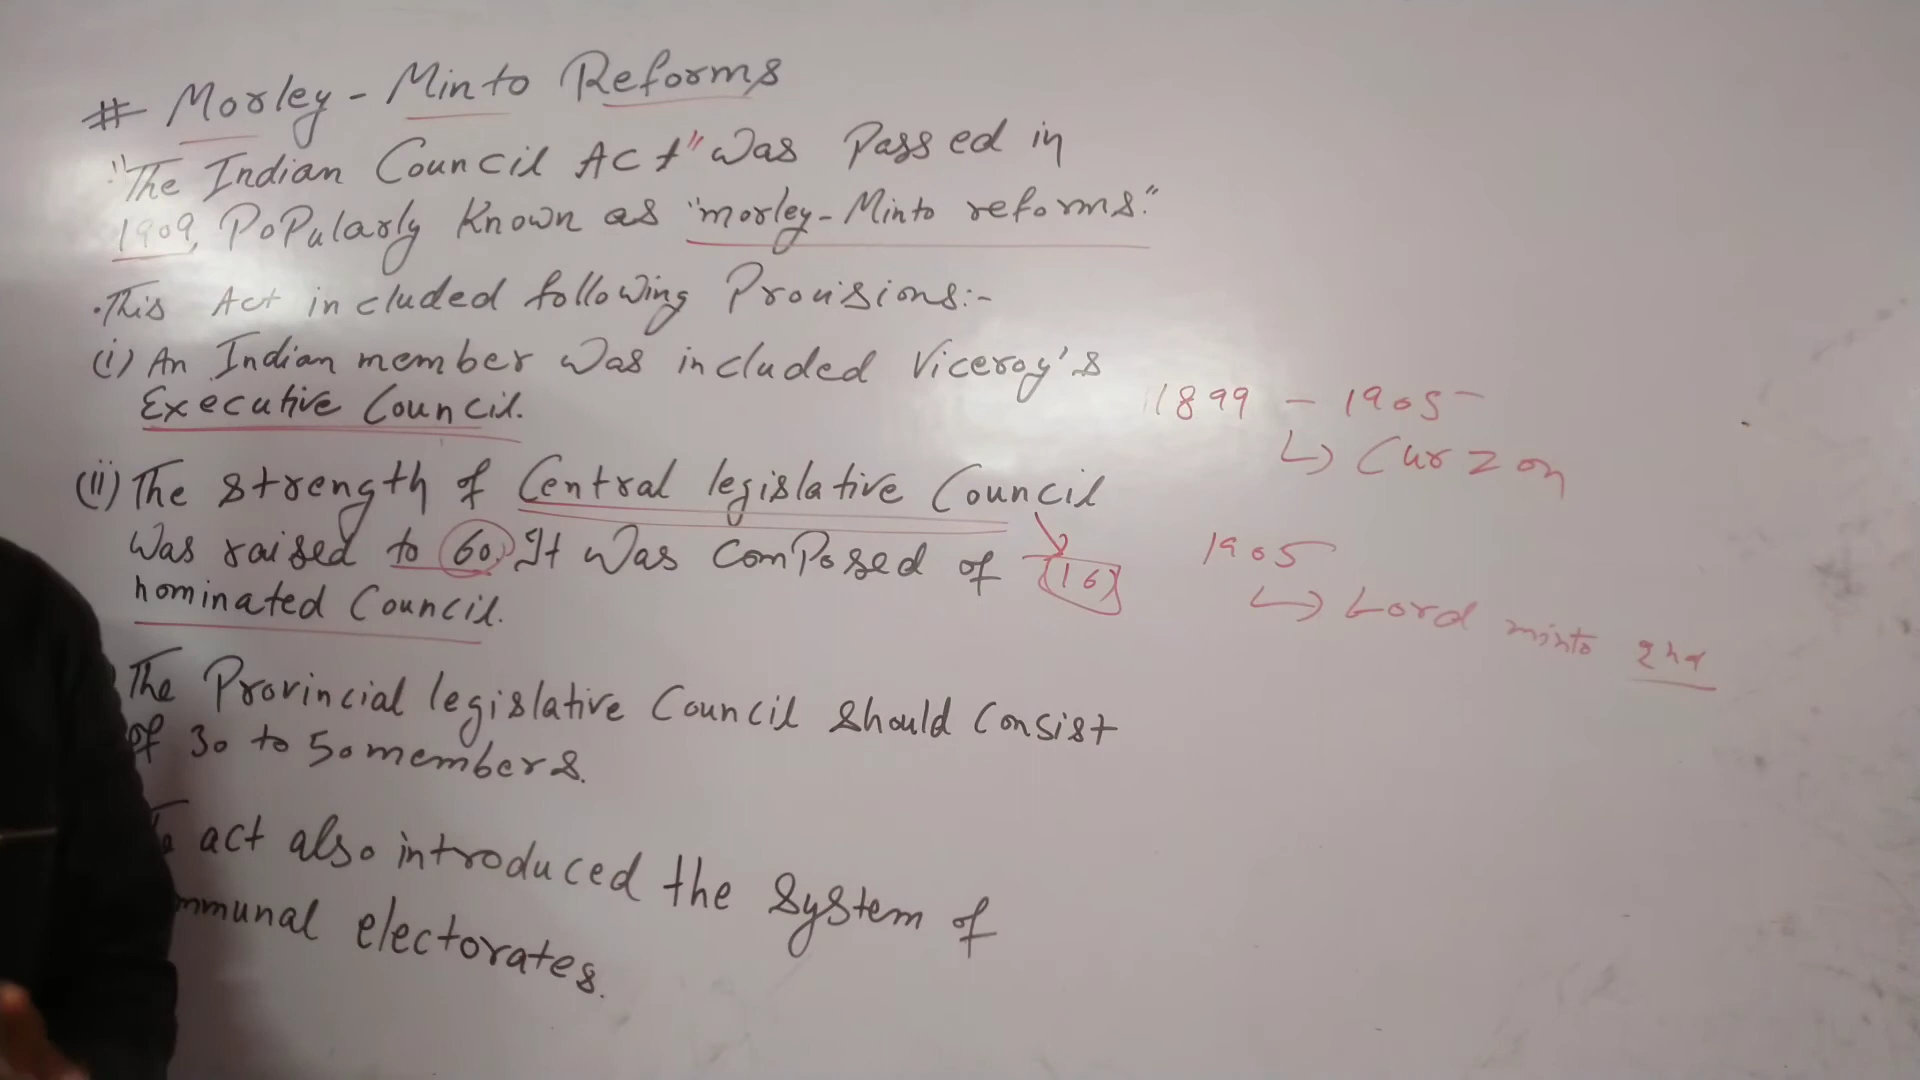 # Morley - Minto Reforms
"The Indian Council Act" was Passed in
1909, Popularly Known as "morley - Minto reforms."
. This Act included following Provisions:-
(i) An Indian member was included Viceroy's
Executive Council.
(ii) The strength of Central legislative Council
was raised to 60. It was composed of
nominated Council.
The Provincial legislative Council should consist
of 30 to 50 members.
act also introduced the system of
mmunal electorates.
(16)
1899 - 1905
↳ Curzon
1905
↳ Lord minto 2nd